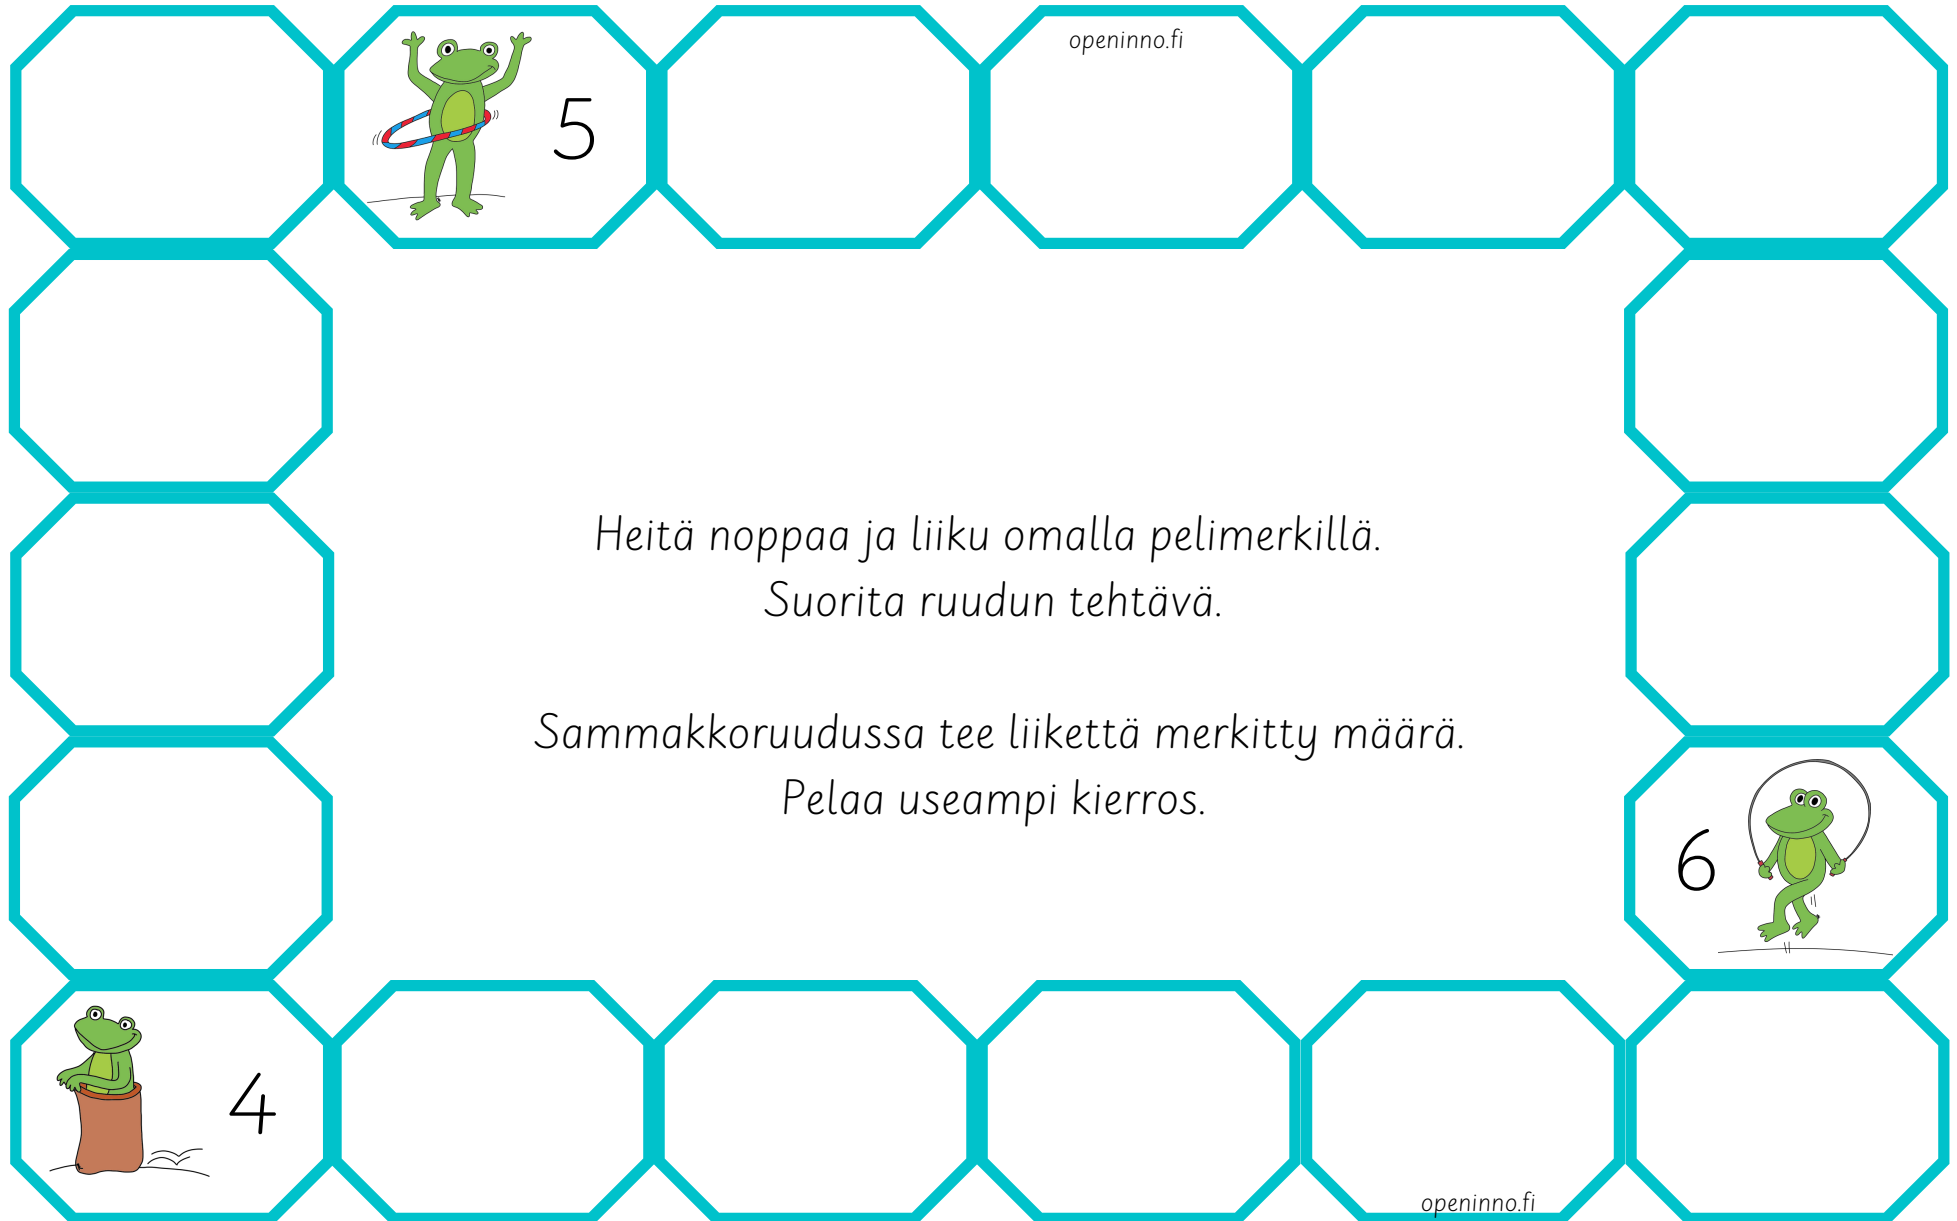 openinno.fi
5
Heitä noppaa ja liiku omalla pelimerkillä.
Suorita ruudun tehtävä.
Sammakkoruudussa tee liikettä merkitty määrä.
Pelaa useampi kierros.
6
4
openinno.fi